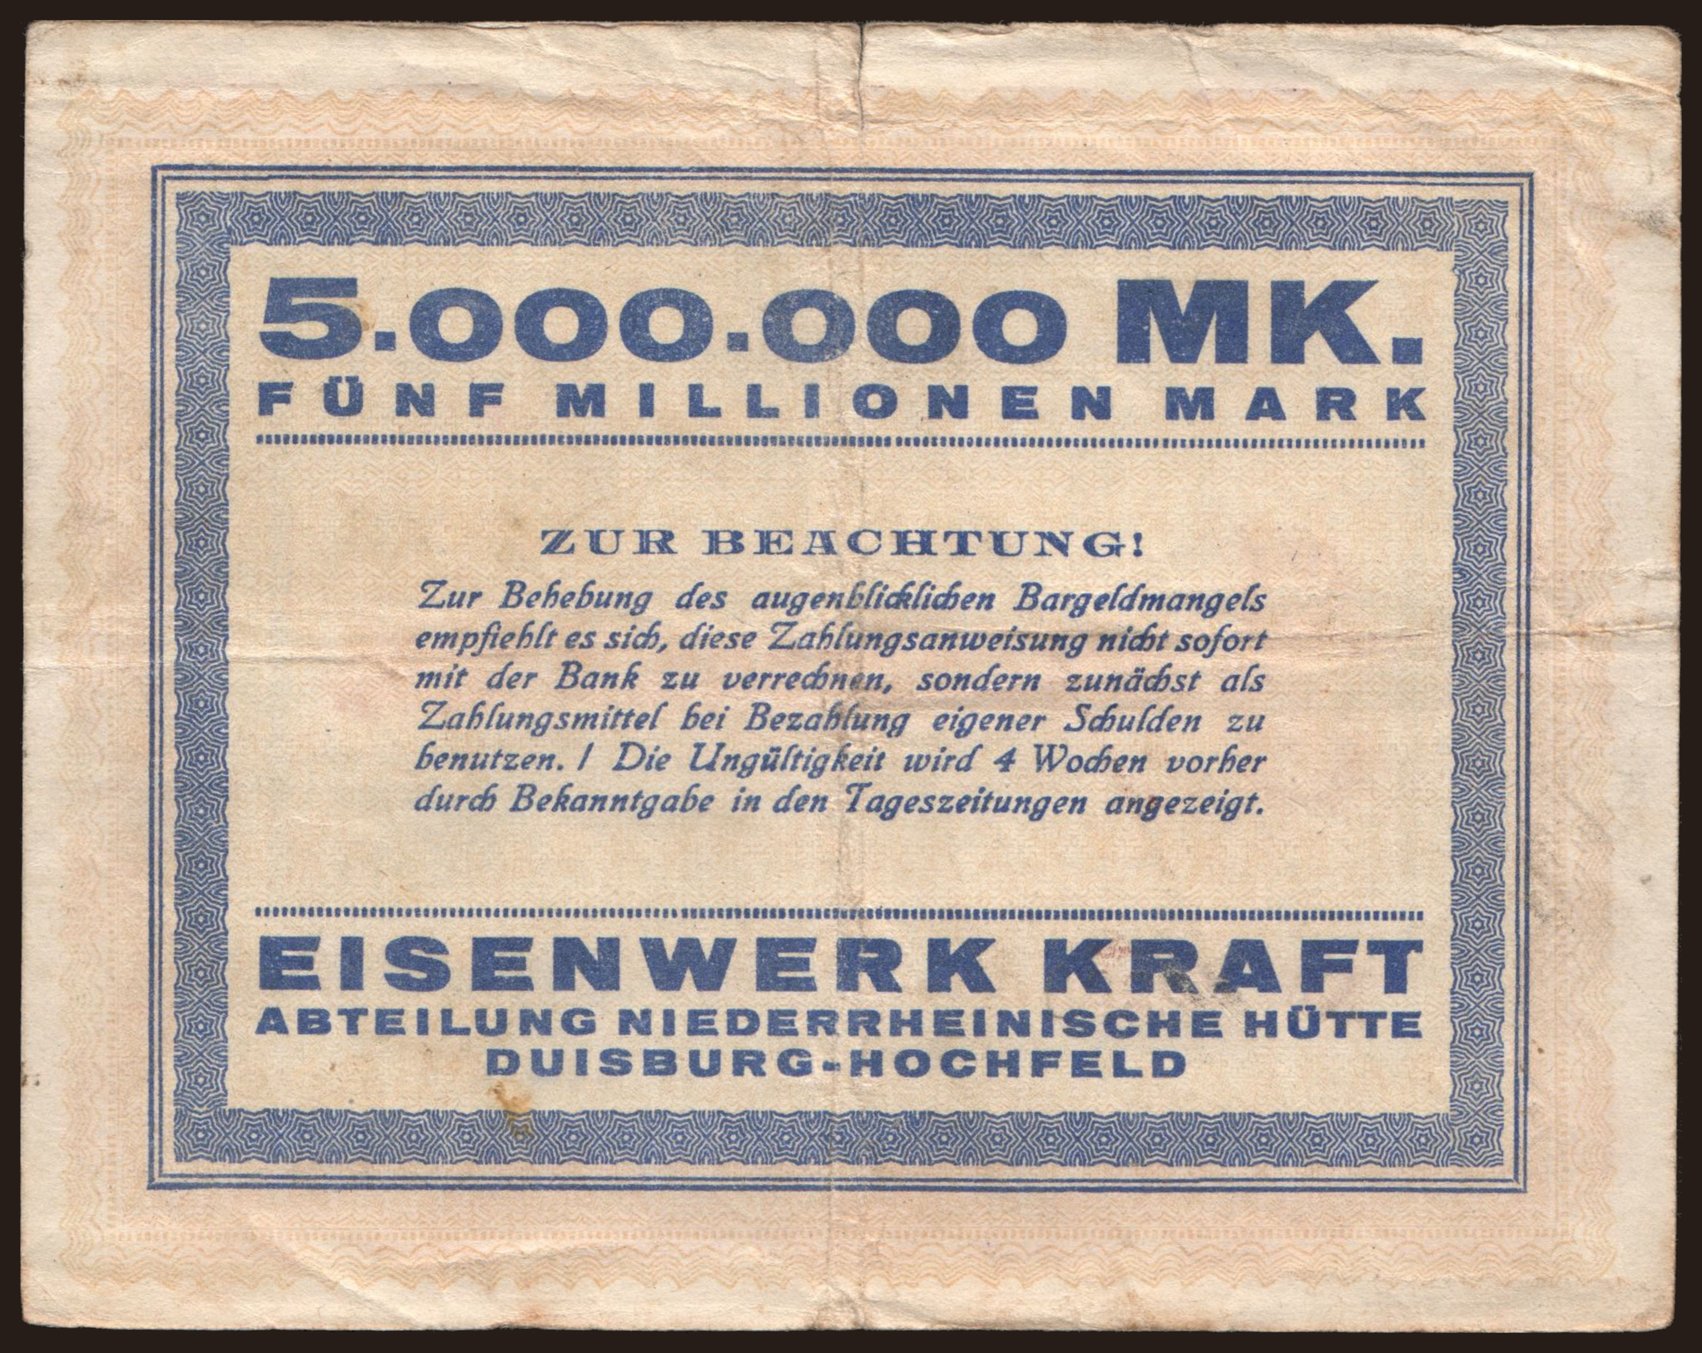 5.000.000 MK.
FÜNF MILLIONEN MARK
ZUR BEACHTUNG!
Zur Behebung des augenblicklichen Bargeldmangels
empfiehlt es sich, diese Zahlungsanweisung nicht sofort
mit der Bank zu verrechnen, sondern zunächst als
Zahlungsmittel bei Bezahlung eigener Schulden zu
benutzen. / Die Ungültigkeit wird 4 Wochen vorher
durch Bekanntgabe in den Tageszeitungen angezeigt.
EISENWERK KRAFT
ABTEILUNG NIEDERRHEINISCHE HÜTTE
DUISBURG-HOCHFELD